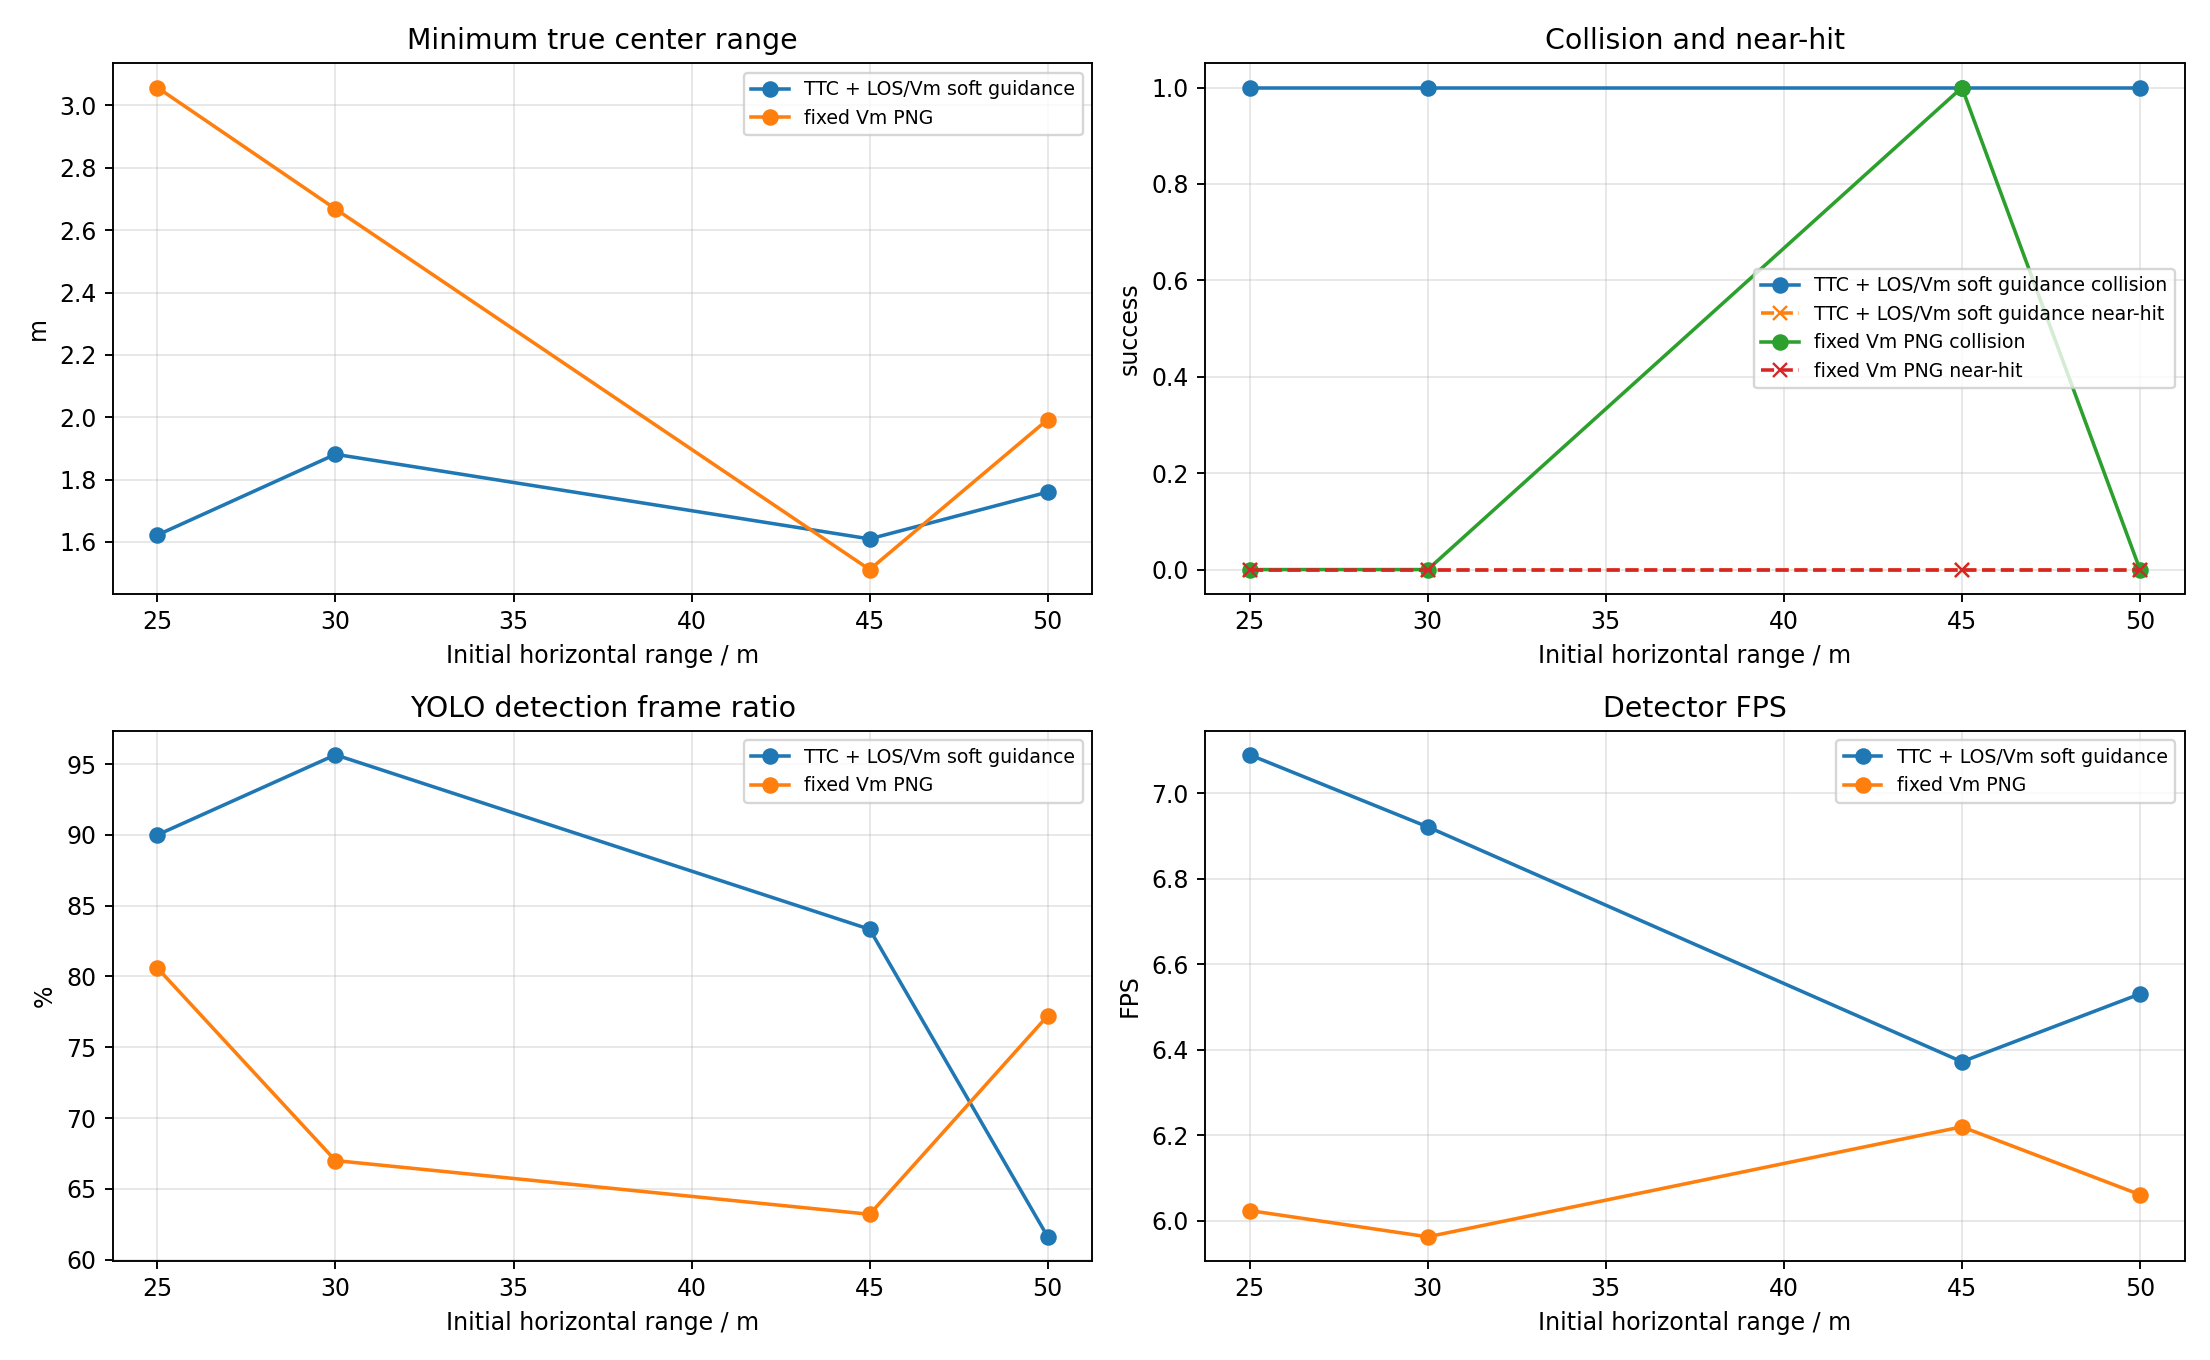 Minimum true center range
3.0
2.8
2.6
2.4
2.2
2.0
1.8
1.6
m
25
30
35
40
45
50
Initial horizontal range / m
TTC + LOS/Vm soft guidance
fixed Vm PNG
Collision and near-hit
1.0
0.8
0.6
0.4
0.2
0.0
success
25
30
35
40
45
50
Initial horizontal range / m
TTC + LOS/Vm soft guidance collision
TTC + LOS/Vm soft guidance near-hit
fixed Vm PNG collision
fixed Vm PNG near-hit
YOLO detection frame ratio
95
90
85
80
75
70
65
60
%
25
30
35
40
45
50
Initial horizontal range / m
TTC + LOS/Vm soft guidance
fixed Vm PNG
Detector FPS
7.0
6.8
6.6
6.4
6.2
6.0
FPS
25
30
35
40
45
50
Initial horizontal range / m
TTC + LOS/Vm soft guidance
fixed Vm PNG